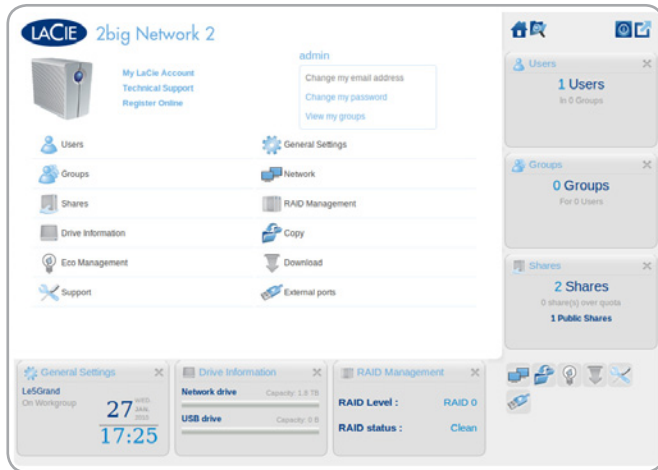 LACIE 2big Network 2
My LaCie Account
Technical Support
Register Online
admin
Change my email address
Change my password
View my groups
Users
General Settings
Groups
Network
Shares
RAID Management
Drive Information
Copy
Eco Management
Download
Support
External ports
Users
1 Users
In 0 Groups
Groups
0 Groups
For 0 Users
Shares
2 Shares
0 share(s) over quota
1 Public Shares
General Settings
Le5Grand
On Workgroup
27
WED.
JAN.
2010
17:25
Drive Information
Network drive Capacity: 1.8 TB
USB drive Capacity: 0 B
RAID Management
RAID Level : RAID 0
RAID status : Clean